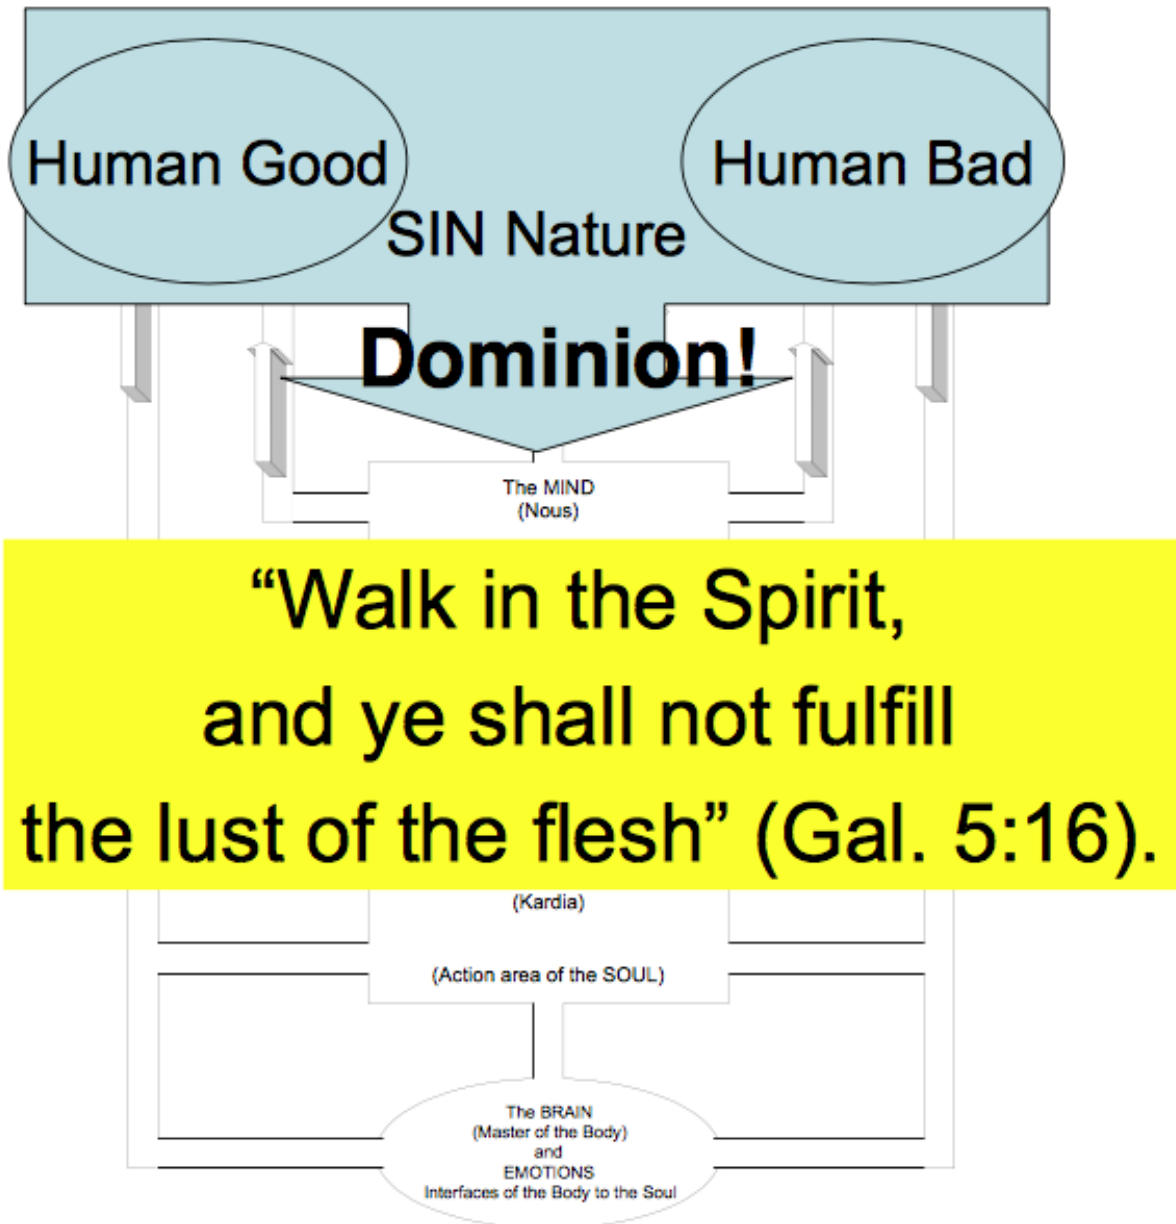 Human Good
Human Bad
SIN Nature
Dominion!
The MIND
(Nous)
“Walk in the Spirit,
and ye shall not fulfill
the lust of the flesh” (Gal. 5:16).
(Kardia)
(Action area of the SOUL)
The BRAIN
(Master of the Body)
and
EMOTIONS
Interfaces of the Body to the Soul